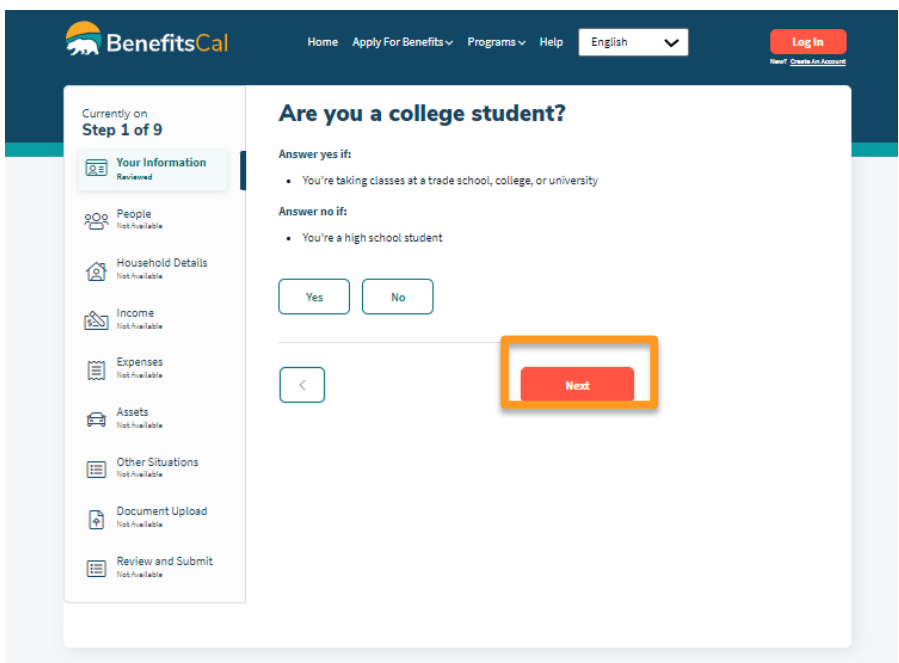 BenefitsCal
Home Apply For Benefits Programs Help English
Log In
New? Create An Account
Currently on
Step 1 of 9
Your Information
Reviewed
People
Not Available
Household Details
Not Available
Income
Not Available
Expenses
Not Available
Assets
Not Available
Other Situations
Not Available
Document Upload
Not Available
Review and Submit
Not Available
Are you a college student?
Answer yes if:
• You're taking classes at a trade school, college, or university
Answer no if:
• You're a high school student
Yes No
< Next